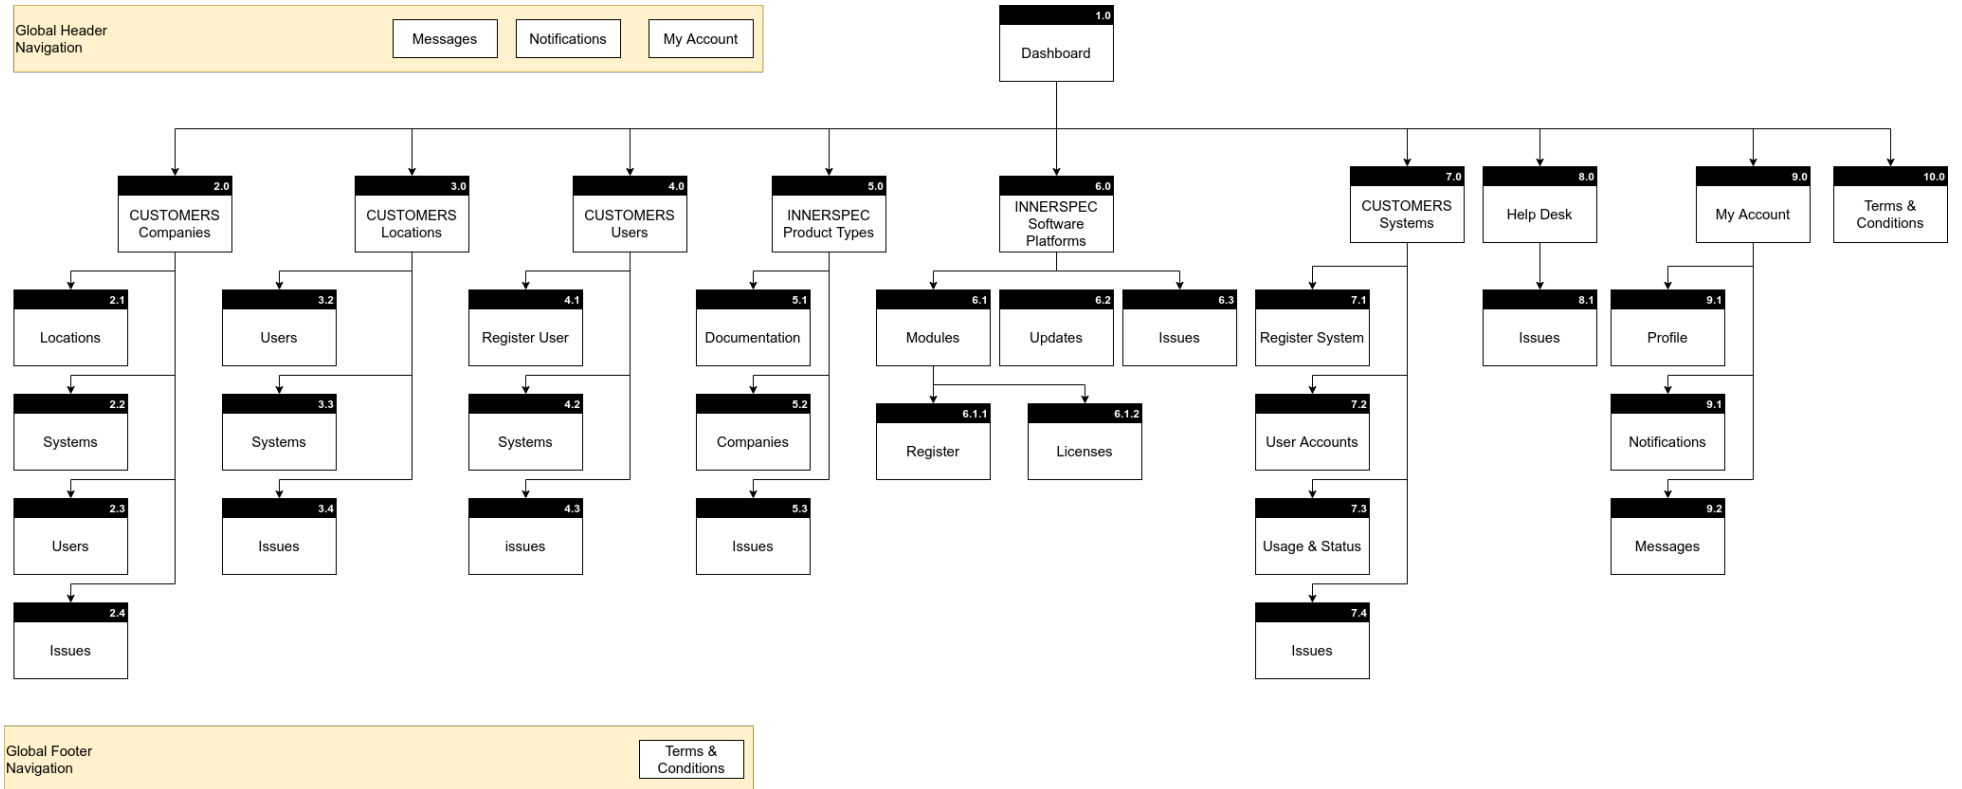 Global Header
Navigation
Messages
Notifications
My Account
1.0
Dashboard
2.0
CUSTOMERS
Companies
3.0
CUSTOMERS
Locations
4.0
CUSTOMERS
Users
5.0
INNERSPEC
Product Types
6.0
INNERSPEC
Software
Platforms
7.0
CUSTOMERS
Systems
8.0
Help Desk
9.0
My Account
10.0
Terms &
Conditions
2.1
Locations
3.2
Users
4.1
Register User
5.1
Documentation
6.1
Modules
6.2
Updates
6.3
Issues
7.1
Register System
8.1
Issues
9.1
Profile
2.2
Systems
3.3
Systems
4.2
Systems
5.2
Companies
6.1.1
Register
6.1.2
Licenses
7.2
User Accounts
9.1
Notifications
2.3
Users
3.4
Issues
4.3
issues
5.3
Issues
7.3
Usage & Status
9.2
Messages
2.4
Issues
7.4
Issues
Global Footer
Navigation
Terms &
Conditions